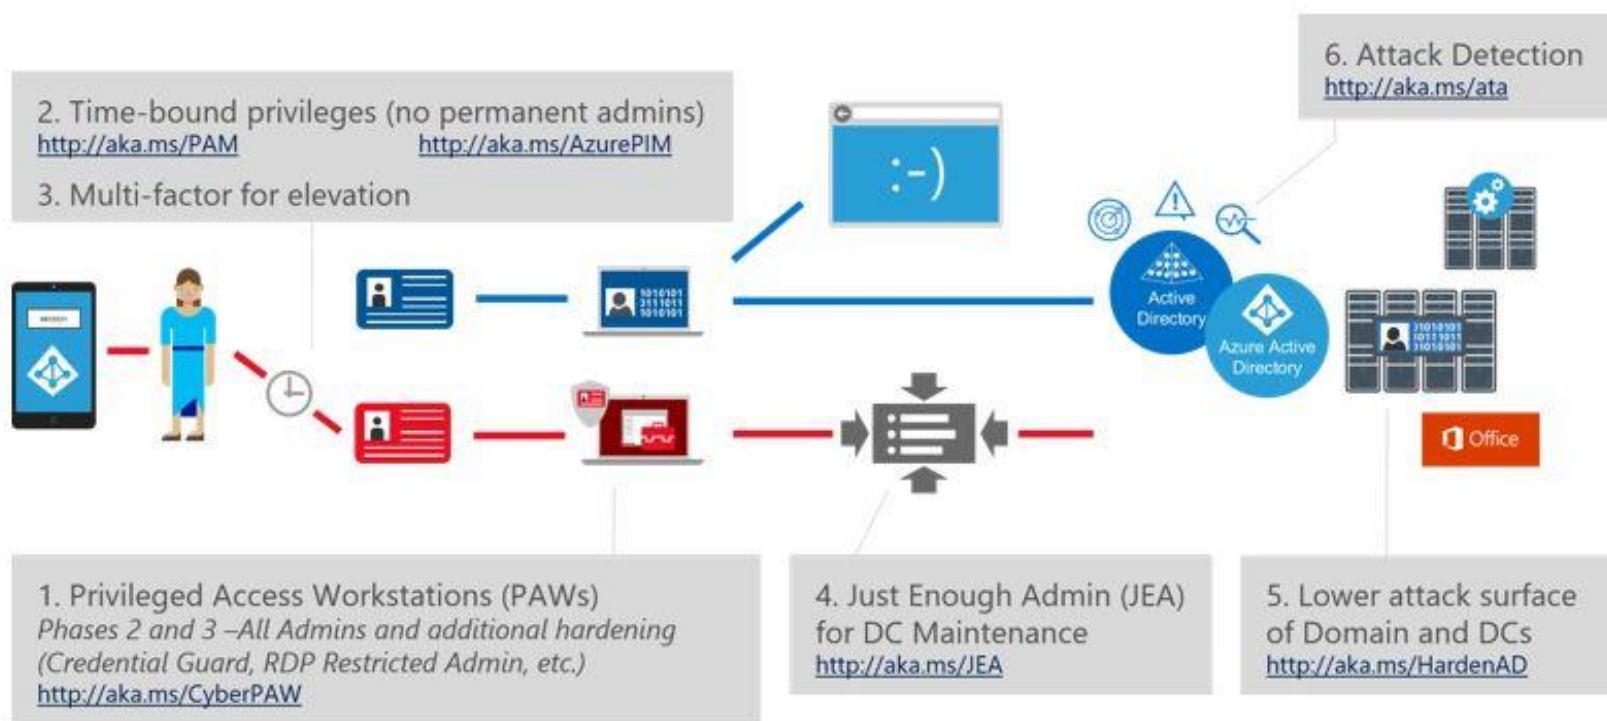 6. Attack Detection
http://aka.ms/ata
2. Time-bound privileges (no permanent admins)
http://aka.ms/PAM http://aka.ms/AzurePIM
3. Multi-factor for elevation
:-)
1010101
0111011
1010101
Active
Directory
Azure Active
Directory
Office
1. Privileged Access Workstations (PAWs)
Phases 2 and 3 –All Admins and additional hardening
(Credential Guard, RDP Restricted Admin, etc.)
http://aka.ms/CyberPAW
4. Just Enough Admin (JEA)
for DC Maintenance
http://aka.ms/JEA
5. Lower attack surface
of Domain and DCs
http://aka.ms/HardenAD